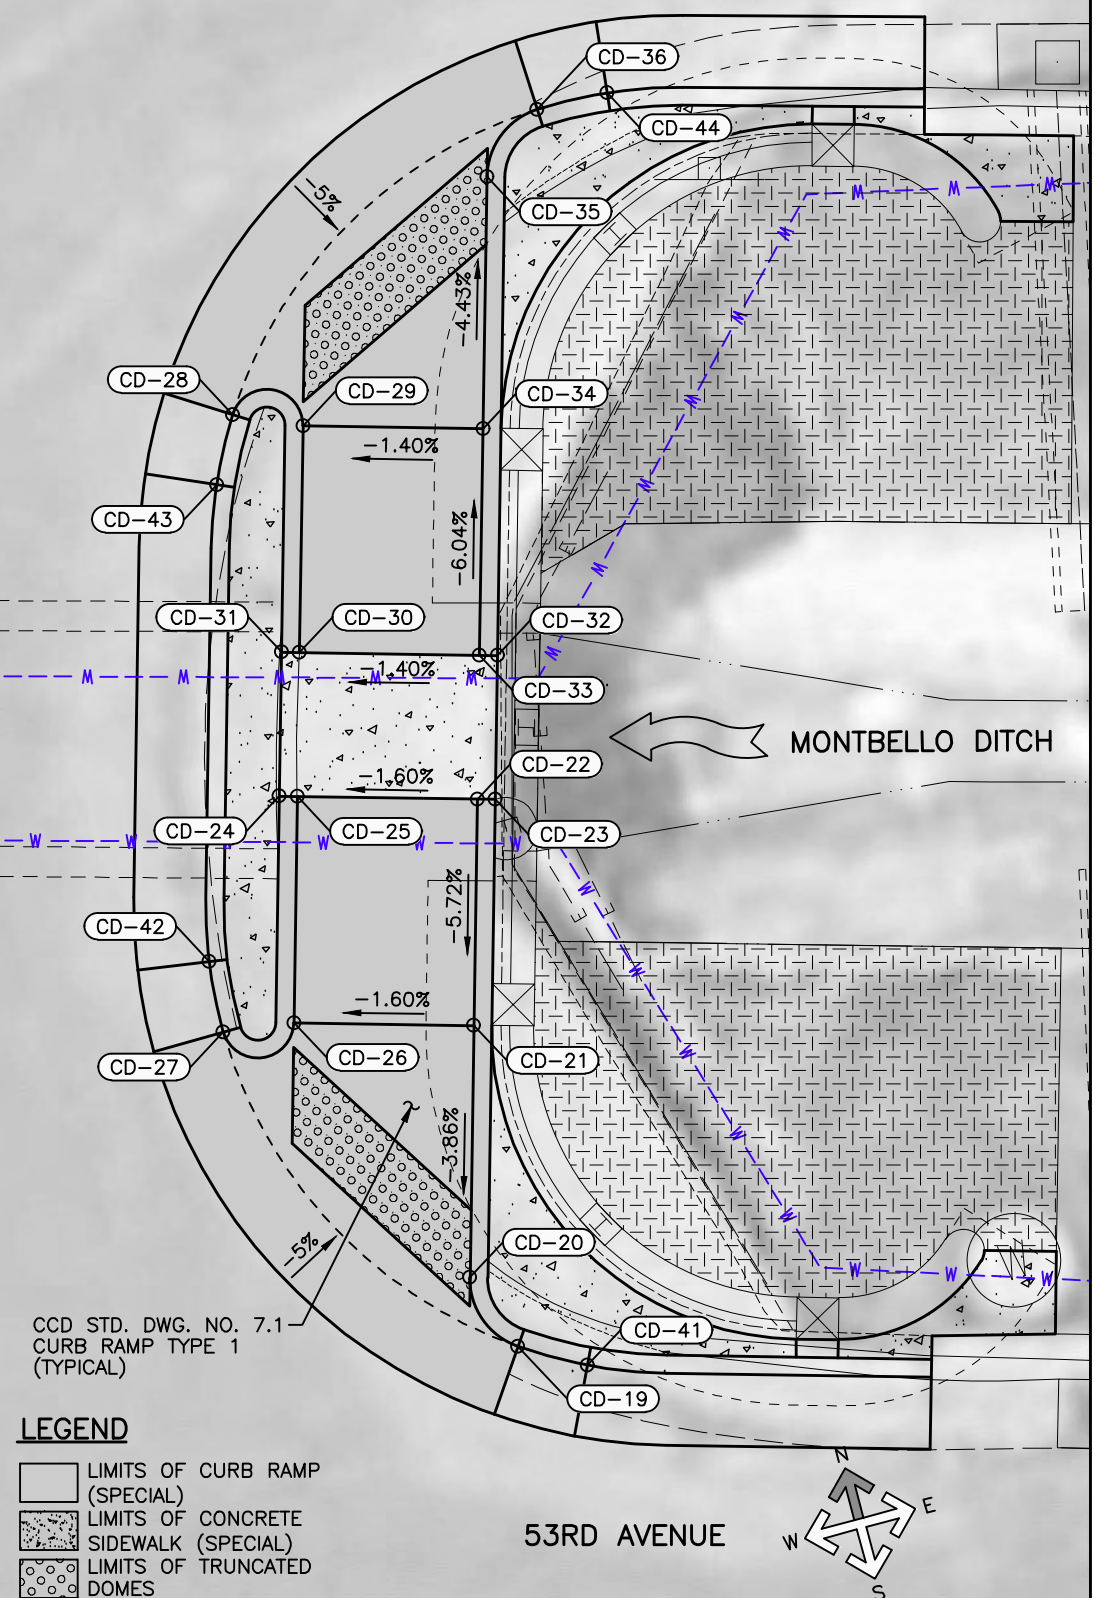 CD-36
CD-44
-5%
CD-35
-4.43%
CD-28
CD-29
CD-34
-1.40%
CD-43
-6.04%
CD-31
CD-30
CD-32
-1.40%
CD-33
W W W W W
MONTBELLO DITCH
CD-22
-1.60%
CD-24
CD-25
CD-23
W W W W W
-5.72%
CD-42
-1.60%
CD-27
CD-26
CD-21
-3.86%
CD-20
-5%
CCD STD. DWG. NO. 7.1
CURB RAMP TYPE 1
(TYPICAL)
CD-41
CD-19
LEGEND
LIMITS OF CURB RAMP
(SPECIAL)
LIMITS OF CONCRETE
SIDEWALK (SPECIAL)
LIMITS OF TRUNCATED
DOMES
53RD AVENUE
N
E
W
S